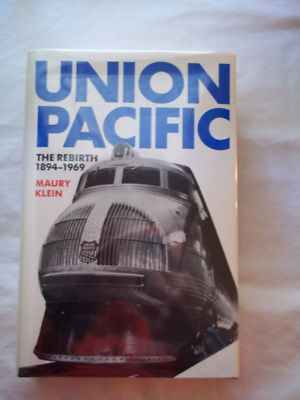 UNION
PACIFIC
THE REBIRTH
1894–1969
MAURY
KLEIN